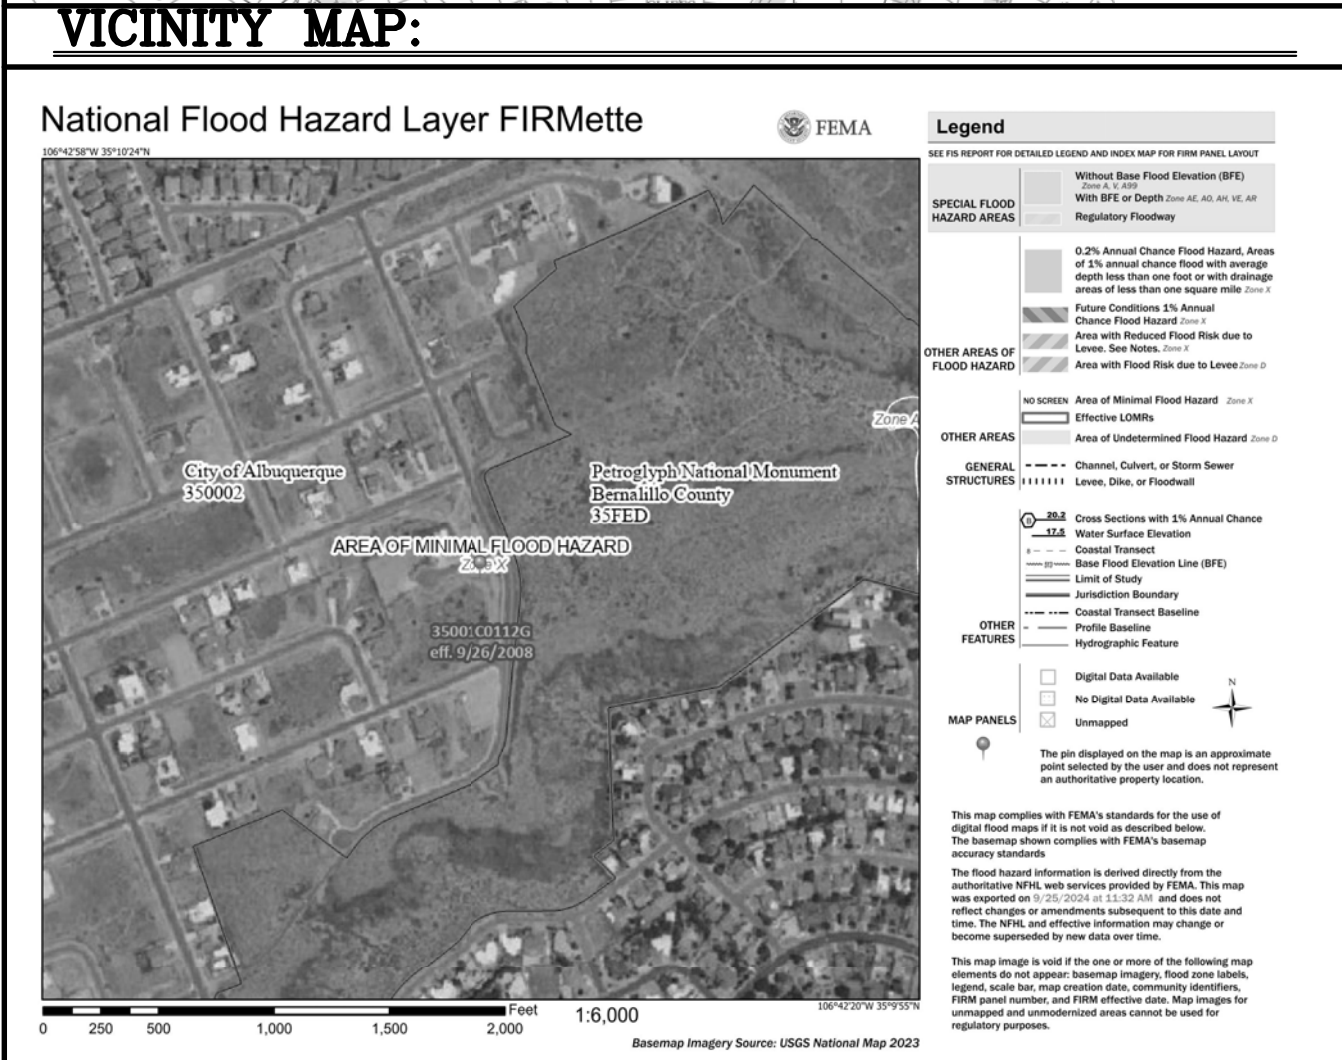 VICINITY MAP:
National Flood Hazard Layer FIRMette
FEMA
106°42'58"W 35°10'24"N
City of Albuquerque
350002
Petroglyph National Monument
Bernalillo County
35FED
Zone A
AREA OF MINIMAL FLOOD HAZARD
Zone X
35001C0112G
eff. 9/26/2008
106°42'20"W 35°9'55"N
0 250 500 1,000 1,500 2,000
Feet
1:6,000
Basemap Imagery Source: USGS National Map 2023
Legend
SEE FIS REPORT FOR DETAILED LEGEND AND INDEX MAP FOR FIRM PANEL LAYOUT
SPECIAL FLOOD
HAZARD AREAS
Without Base Flood Elevation (BFE)
Zone A, V, A99
With BFE or Depth Zone AE, AO, AH, VE, AR
Regulatory Floodway
OTHER AREAS OF
FLOOD HAZARD
0.2% Annual Chance Flood Hazard, Areas
of 1% annual chance flood with average
depth less than one foot or with drainage
areas of less than one square mile Zone X
Future Conditions 1% Annual
Chance Flood Hazard Zone X
Area with Reduced Flood Risk due to
Levee. See Notes. Zone X
Area with Flood Risk due to Levee Zone D
OTHER AREAS
NO SCREEN Area of Minimal Flood Hazard Zone X
Effective LOMRs
Area of Undetermined Flood Hazard Zone D
GENERAL
STRUCTURES
Channel, Culvert, or Storm Sewer
Levee, Dike, or Floodwall
OTHER
FEATURES
B 20.2 Cross Sections with 1% Annual Chance
17.5 Water Surface Elevation
Coastal Transect
Base Flood Elevation Line (BFE)
Limit of Study
Jurisdiction Boundary
Coastal Transect Baseline
Profile Baseline
Hydrographic Feature
MAP PANELS
Digital Data Available
No Digital Data Available
Unmapped
N
The pin displayed on the map is an approximate
point selected by the user and does not represent
an authoritative property location.
This map complies with FEMA's standards for the use of
digital flood maps if it is not void as described below.
The basemap shown complies with FEMA's basemap
accuracy standards
The flood hazard information is derived directly from the
authoritative NFHL web services provided by FEMA. This map
was exported on 9/25/2024 at 11:32 AM and does not
reflect changes or amendments subsequent to this date and
time. The NFHL and effective information may change or
become superseded by new data over time.
This map image is void if the one or more of the following map
elements do not appear: basemap imagery, flood zone labels,
legend, scale bar, map creation date, community identifiers,
FIRM panel number, and FIRM effective date. Map images for
unmapped and unmodernized areas cannot be used for
regulatory purposes.